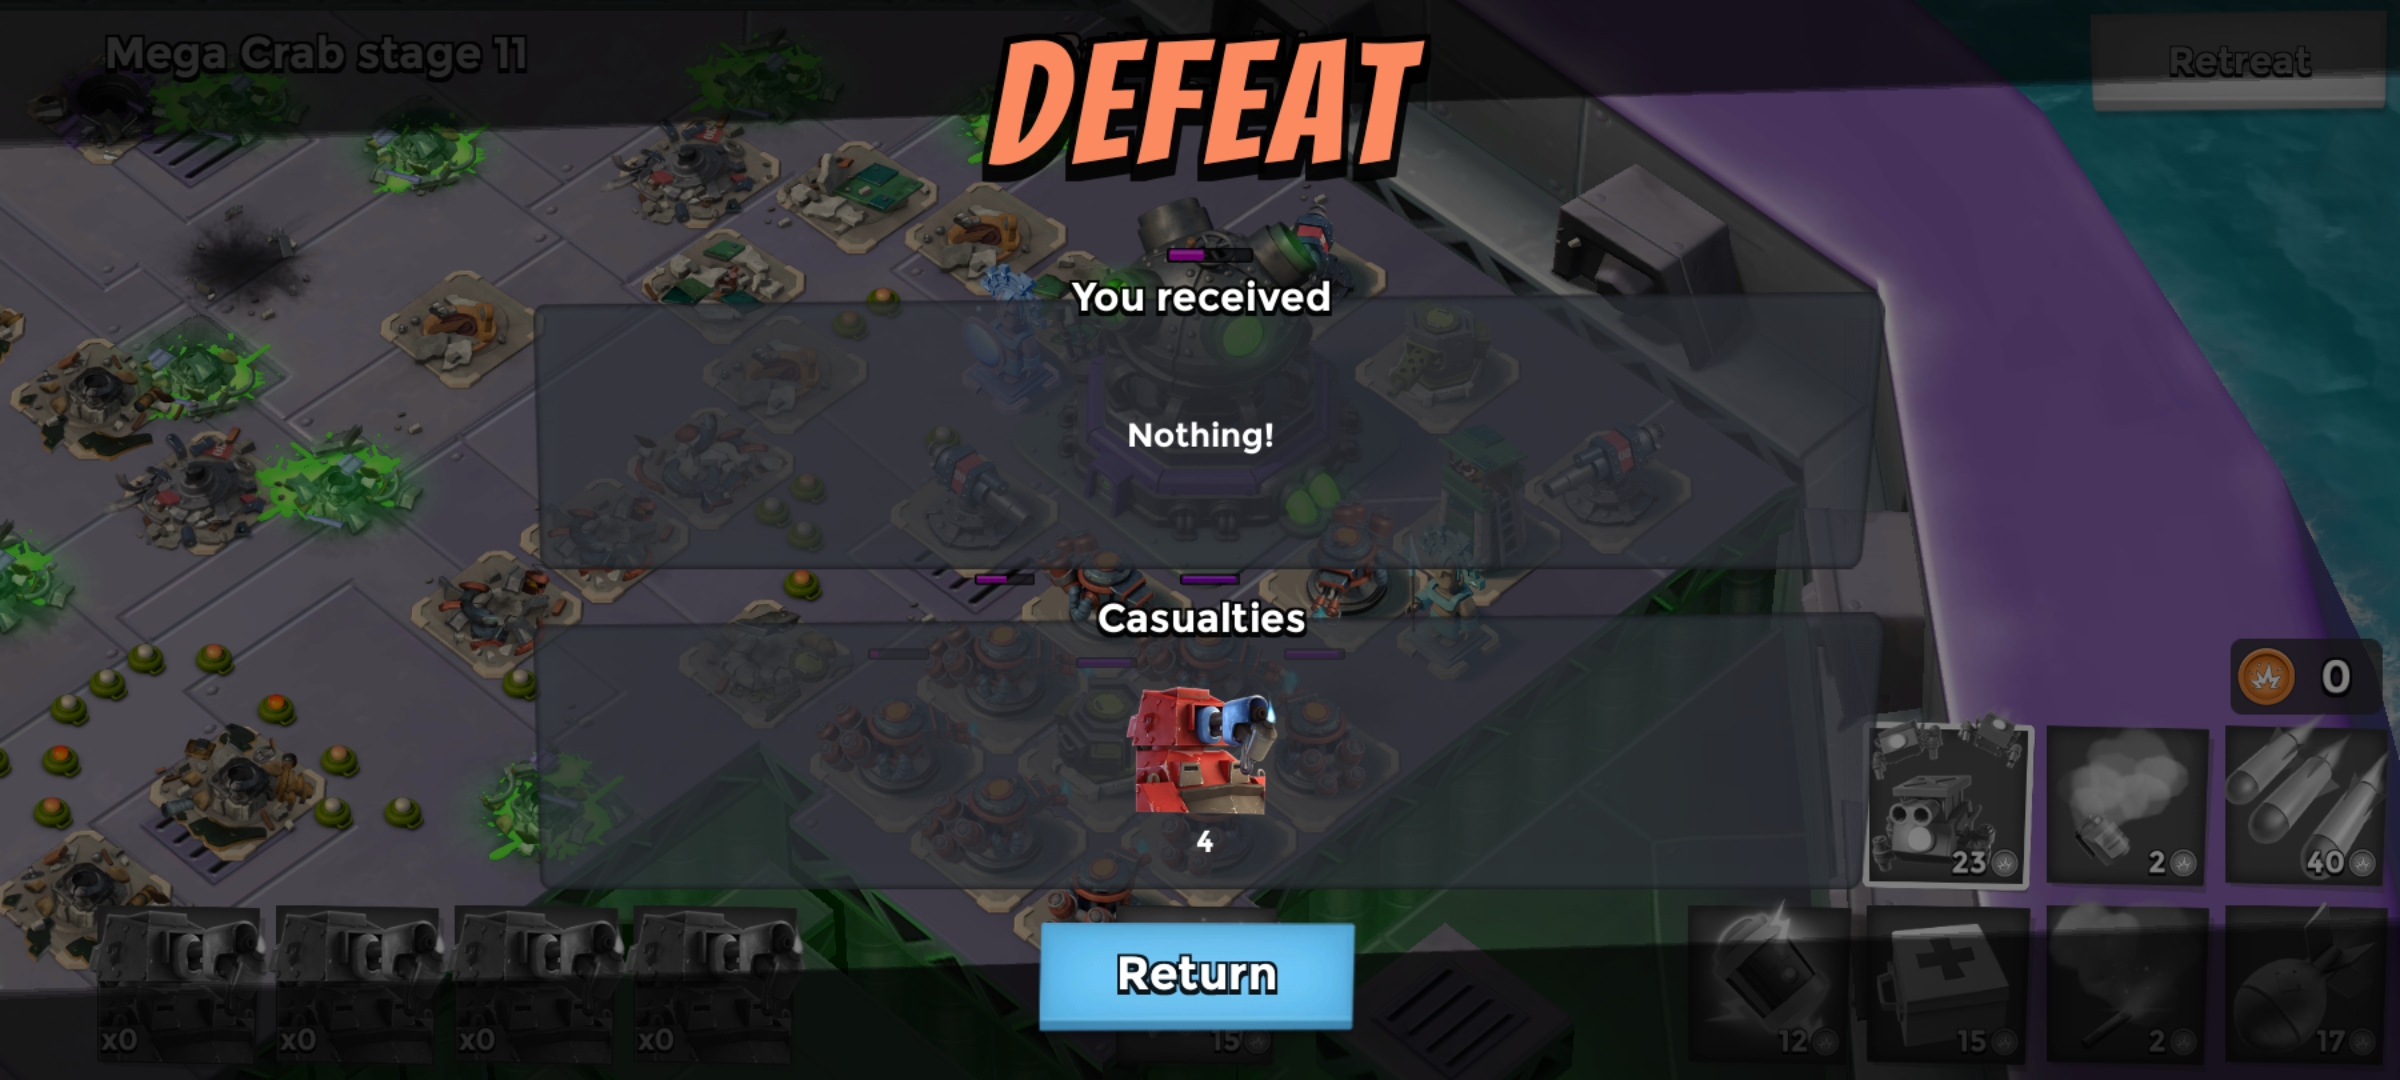 Mega Crab stage 11
DEFEAT
Retreat
You received
Nothing!
Casualties
4
0
23
2
40
Return
x0
x0
x0
x0
15
12
15
2
17